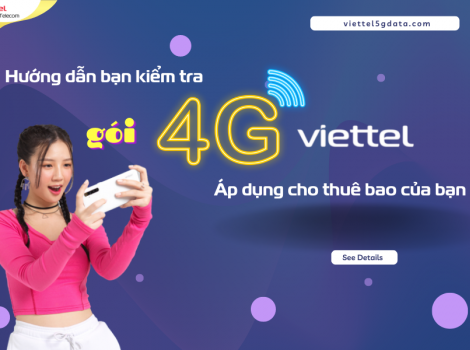 Telecom
viettel5gdata.com
Hướng dẫn bạn kiểm tra
gói 4G viettel
Áp dụng cho thuê bao của bạn
See Details